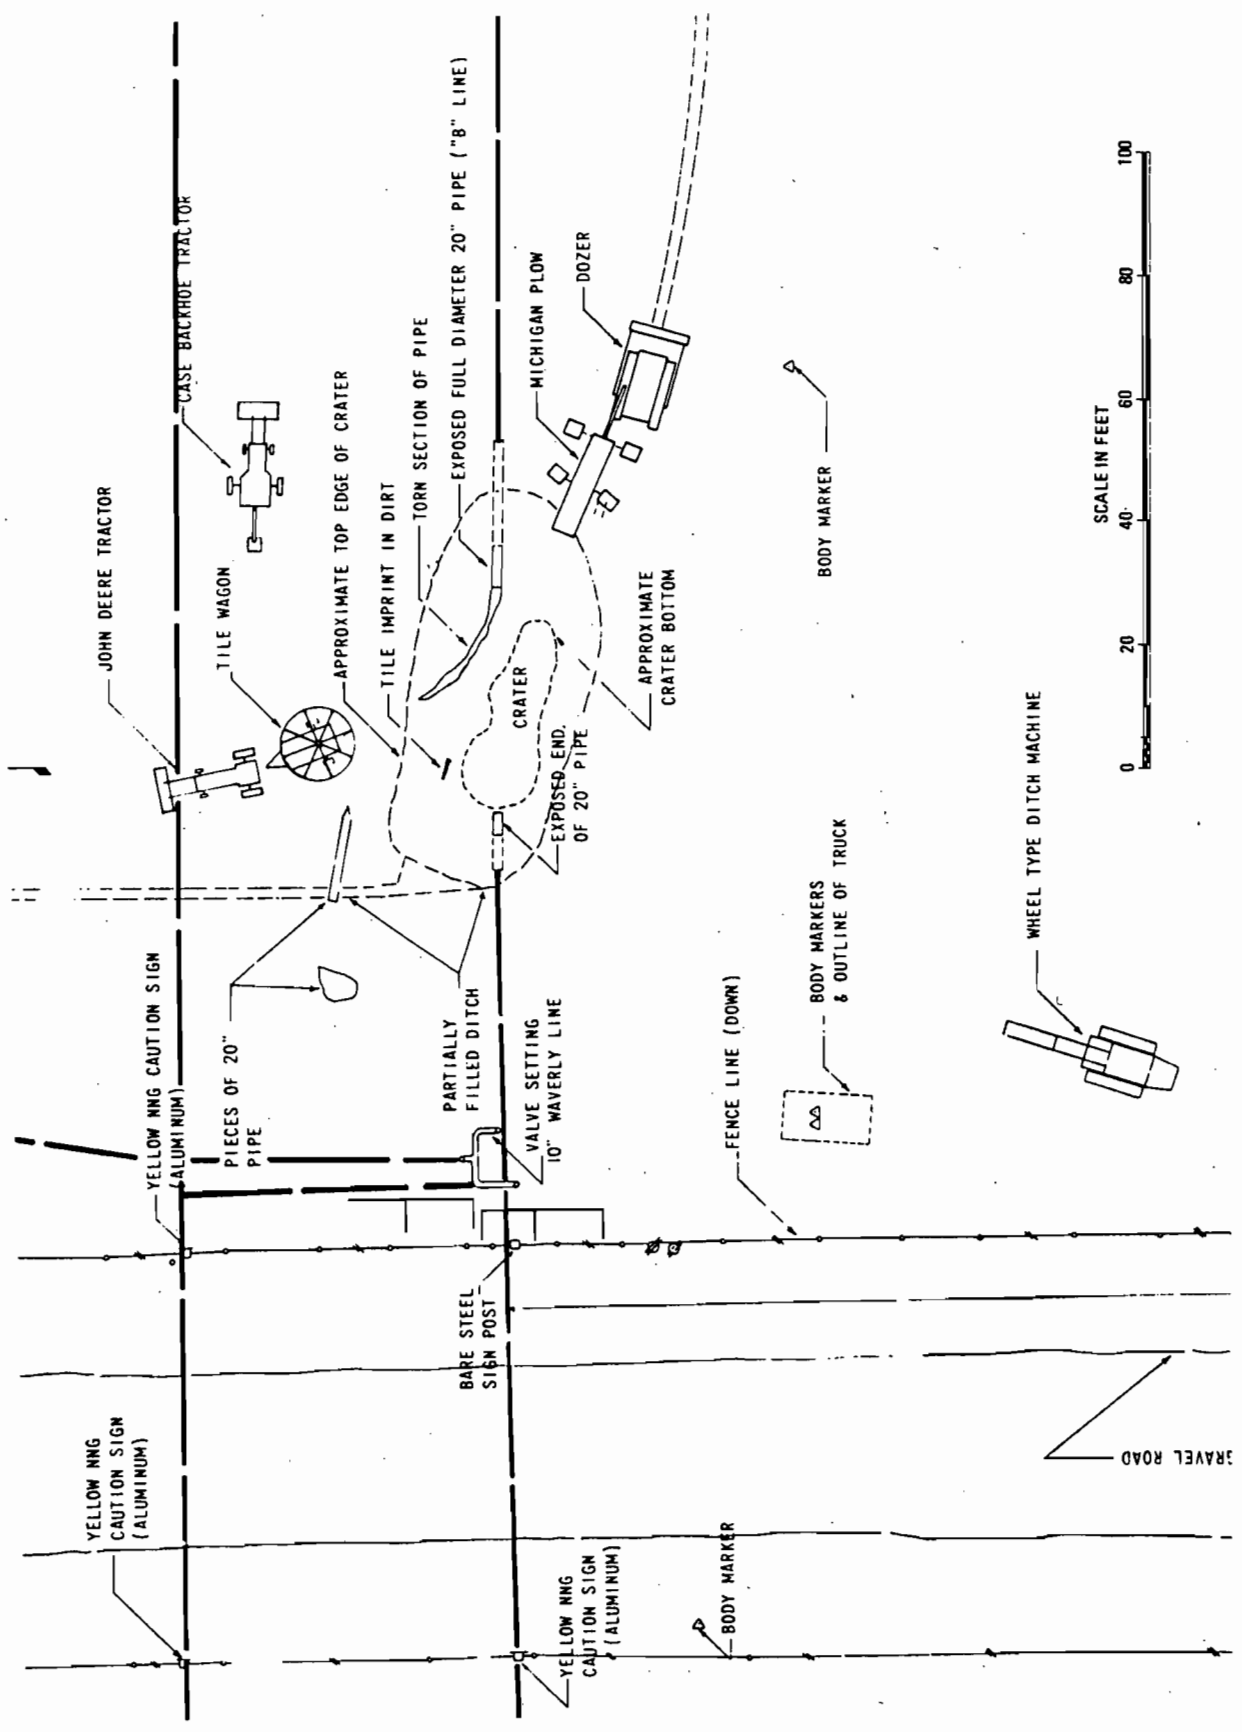 JOHN DEERE TRACTOR
CASE BACKHOE TRACTOR
TILE WAGON
APPROXIMATE TOP EDGE OF CRATER
TILE IMPRINT IN DIRT
TORN SECTION OF PIPE
EXPOSED FULL DIAMETER 20" PIPE ("B" LINE)
MICHIGAN PLOW
DOZER
CRATER
EXPOSED END
OF 20" PIPE
APPROXIMATE
CRATER BOTTOM
BODY MARKER
YELLOW NNG CAUTION SIGN
(ALUMINUM)
PIECES OF 20"
PIPE
PARTIALLY
FILLED DITCH
VALVE SETTING
10" WAVERLY LINE
FENCE LINE (DOWN)
BODY MARKERS
& OUTLINE OF TRUCK
WHEEL TYPE DITCH MACHINE
SCALE IN FEET
0 20 40 60 80 100
YELLOW NNG
CAUTION SIGN
(ALUMINUM)
BARE STEEL
SIGN POST
YELLOW NNG
CAUTION SIGN
(ALUMINUM)
BODY MARKER
GRAVEL ROAD